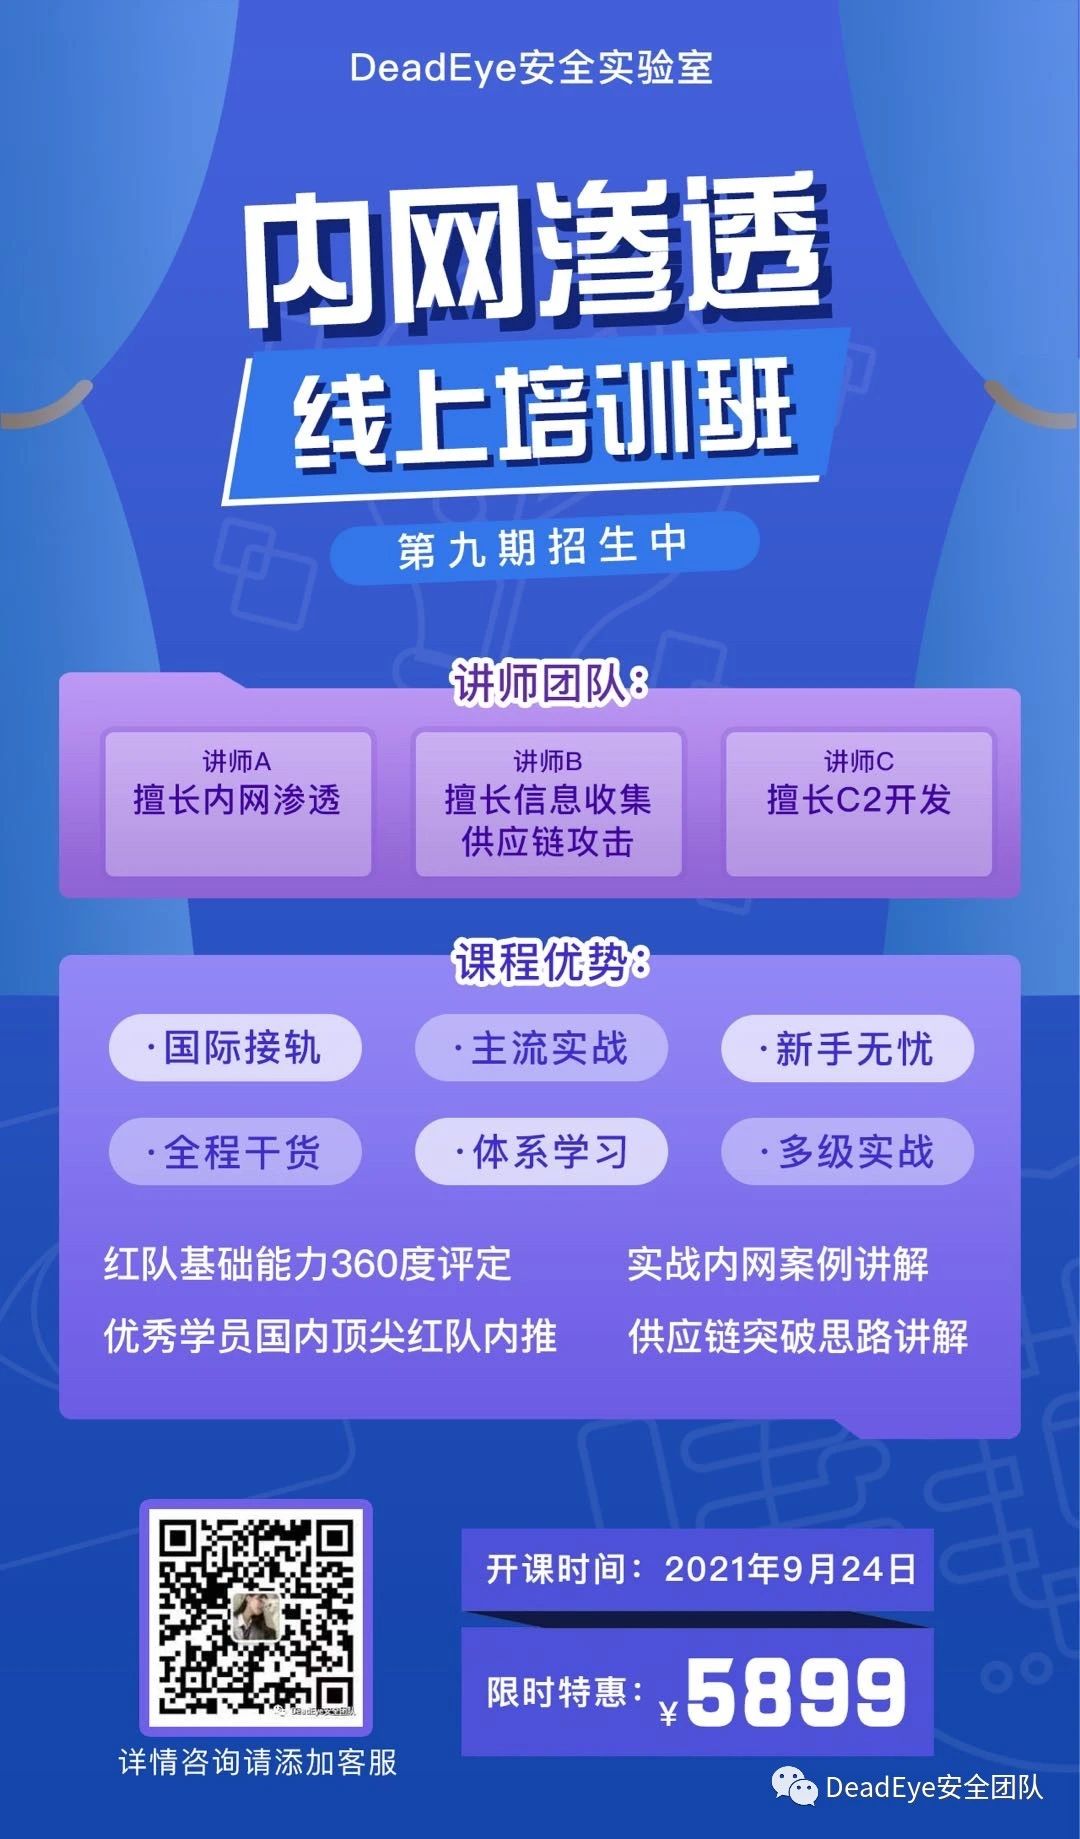 DeadEye安全实验室
内网渗透
线上培训班
第九期招生中
讲师团队：
讲师A
擅长内网渗透
讲师B
擅长信息收集
供应链攻击
讲师C
擅长C2开发
课程优势：
·国际接轨
·主流实战
·新手无忧
·全程干货
·体系学习
·多级实战
红队基础能力360度评定
实战内网案例讲解
优秀学员国内顶尖红队内推
供应链突破思路讲解
DeadEye安全团队
详情咨询请添加客服
开课时间：2021年9月24日
限时特惠：¥5899
DeadEye安全团队